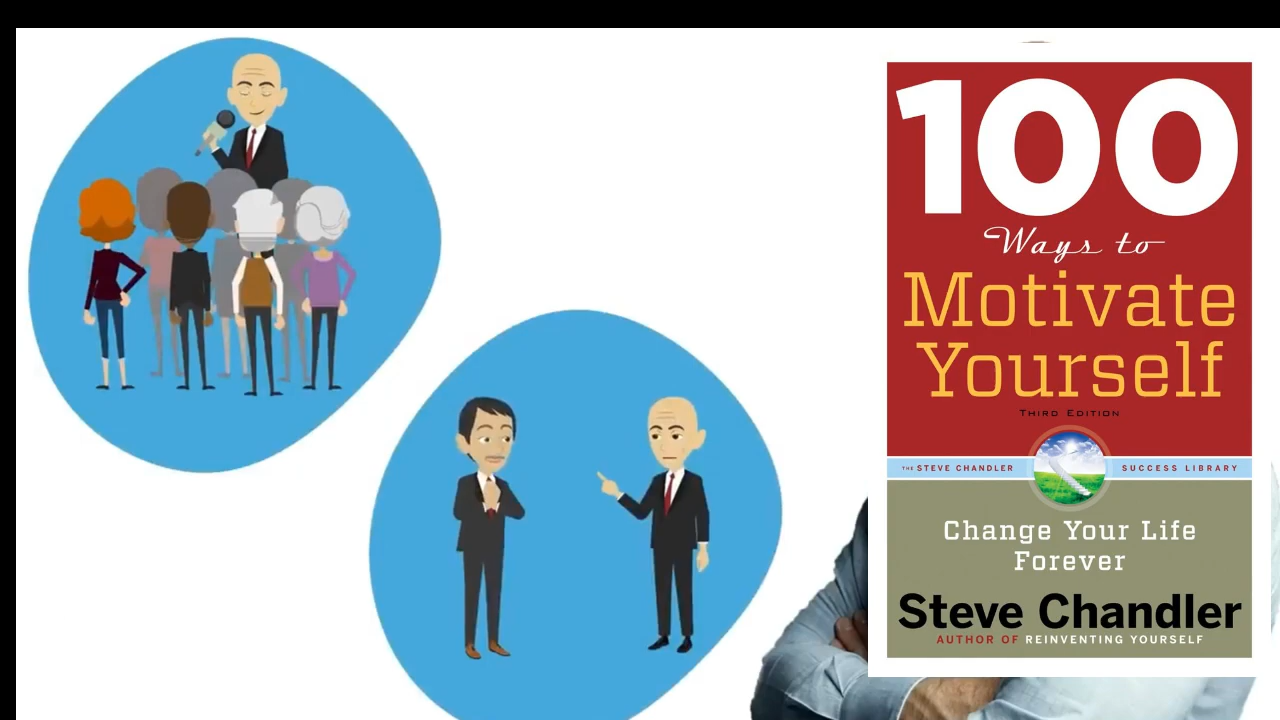 100
Ways to
Motivate
Yourself
THIRD EDITION
THE STEVE CHANDLER SUCCESS LIBRARY
Change Your Life
Forever
Steve Chandler
AUTHOR OF REINVENTING YOURSELF